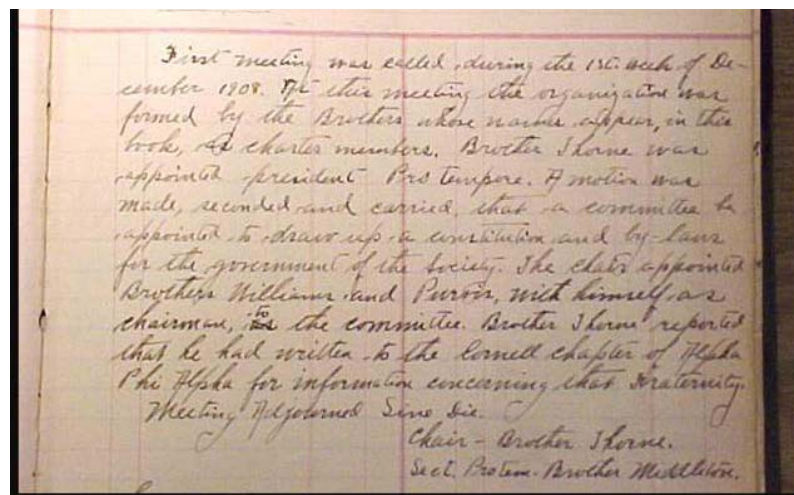 First meeting was called, during the 1st. week of De-
cember 1908. At this meeting the organization was
formed by the Brothers whose names appear, in this
book, as charter members. Brother Thorne was
appointed president Pro tempore. A motion was
made, seconded and carried, that a committee be
appointed to draw up a constitution and by-laws
for the government of the Society. The chair appointed
Brothers Williams and Purvis, with himself as
chairman, to the committee. Brother Thorne reported
that he had written to the Cornell chapter of Alpha
Phi Alpha for information concerning that Fraternity.
Meeting Adjourned Sine Die.
Chair - Brother Thorne.
Sect. Protem. Brother Middleton.